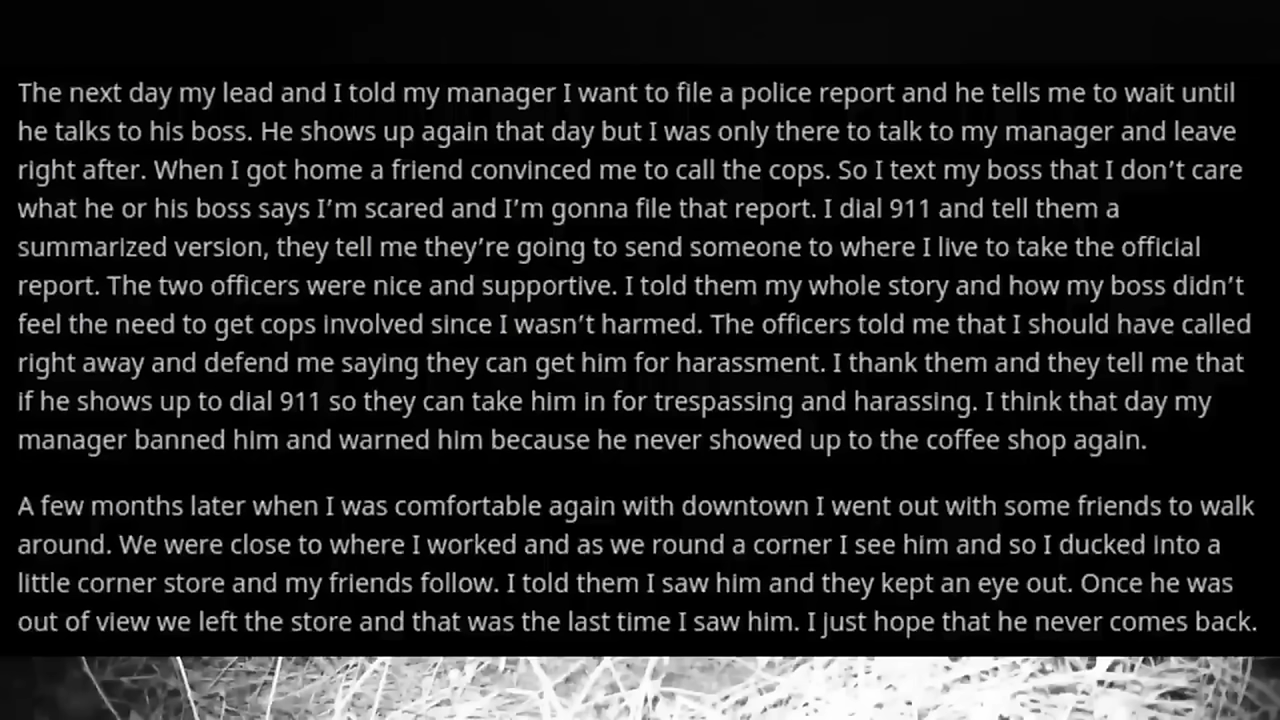 The next day my lead and I told my manager I want to file a police report and he tells me to wait until
he talks to his boss. He shows up again that day but I was only there to talk to my manager and leave
right after. When I got home a friend convinced me to call the cops. So I text my boss that I don’t care
what he or his boss says I’m scared and I’m gonna file that report. I dial 911 and tell them a
summarized version, they tell me they’re going to send someone to where I live to take the official
report. The two officers were nice and supportive. I told them my whole story and how my boss didn’t
feel the need to get cops involved since I wasn’t harmed. The officers told me that I should have called
right away and defend me saying they can get him for harassment. I thank them and they tell me that
if he shows up to dial 911 so they can take him in for trespassing and harassing. I think that day my
manager banned him and warned him because he never showed up to the coffee shop again.
A few months later when I was comfortable again with downtown I went out with some friends to walk
around. We were close to where I worked and as we round a corner I see him and so I ducked into a
little corner store and my friends follow. I told them I saw him and they kept an eye out. Once he was
out of view we left the store and that was the last time I saw him. I just hope that he never comes back.